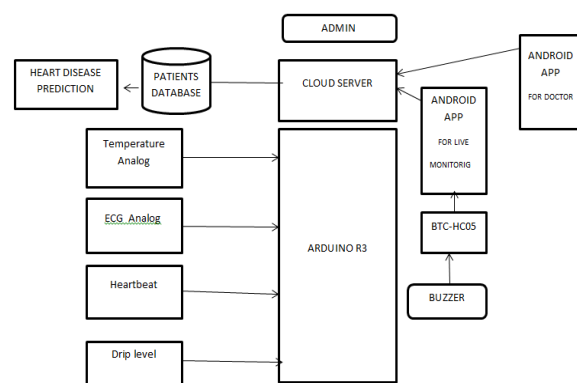 ADMIN
HEART DISEASE
PREDICTION
PATIENTS
DATABASE
CLOUD SERVER
ANDROID
APP
FOR DOCTOR
ANDROID
APP
FOR LIVE
MONITORIG
Temperature
Analog
ECG Analog
Heartbeat
Drip level
ARDUINO R3
BTC-HC05
BUZZER